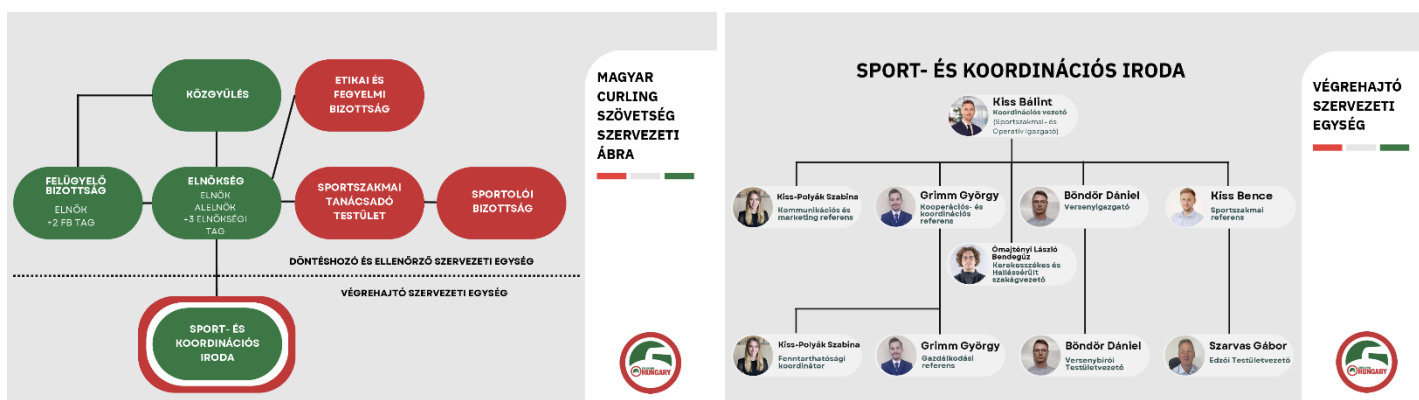 KÖZGYŰLÉS
ETIKAI ÉS
FEGYELMI
BIZOTTSÁG
FELÜGYELŐ
BIZOTTSÁG
ELNÖK
+2 FB TAG
ELNÖKSÉG
ELNÖK
ALELNÖK
+3 ELNÖKSÉGI
TAG
SPORTSZAKMAI
TANÁCSADÓ
TESTÜLET
SPORTOLÓI
BIZOTTSÁG
DÖNTÉSHOZÓ ÉS ELLENŐRZŐ SZERVEZETI EGYSÉG
VÉGREHAJTÓ SZERVEZETI EGYSÉG
SPORT- ÉS
KOORDINÁCIÓS
IRODA
MAGYAR
CURLING
SZÖVETSÉG
SZERVEZETI
ÁBRA
HUNGARY
SPORT- ÉS KOORDINÁCIÓS IRODA
Kiss Bálint
Koordinációs vezető
(Sportszakmai- és
Operatív Igazgató)
Kiss-Polyák Szabina
Kommunikációs és
marketing referens
Grimm György
Kooperációs- és
koordinációs
referens
Böndör Dániel
Versenyigazgató
Kiss Bence
Sportszakmai
referens
Ómajtényi László
Bendegúz
Kerekesszékes és
Hallássérült
szakágvezető
Kiss-Polyák Szabina
Fenntarthatósági
koordinátor
Grimm György
Gazdálkodási
referens
Böndör Dániel
Versenybírói
Testületvezető
Szarvas Gábor
Edzői Testületvezető
VÉGREHAJTÓ
SZERVEZETI
EGYSÉG
HUNGARY